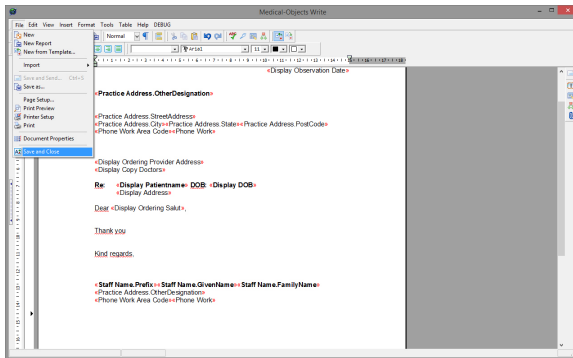 Medical-Objects Write
File Edit View Insert Format Tools Table Help DEBUG
New
New Report
New from Template...
Import
Save and Send... Ctrl+S
Save as...
Page Setup...
Print Preview
Printer Setup
Print
Document Properties
Save and Close
Normal
Arial
11
«Display Observation Date»
«Practice Address.OtherDesignation»
«Practice Address.StreetAddress»
«Practice Address.City»«Practice Address.State»«Practice Address.PostCode»
«Phone Work Area Code»«Phone Work»
«Display Ordering Provider Address»
«Display Copy Doctors»
Re: «Display Patientname» DOB: «Display DOB»
«Display Address»
Dear «Display Ordering Salut»,
Thank you
Kind regards,
«Staff Name.Prefix»«Staff Name.GivenName»«Staff Name.FamilyName»
«Practice Address.OtherDesignation»
«Phone Work Area Code»«Phone Work»